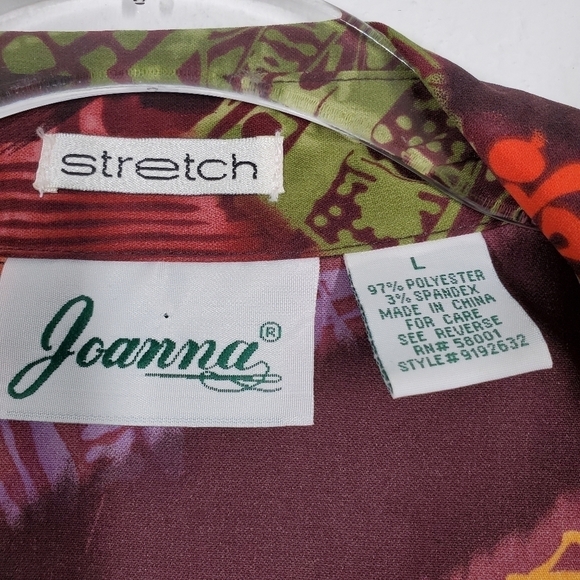 stretch
Joanna®
L
97% POLYESTER
3% SPANDEX
MADE IN CHINA
FOR CARE
SEE REVERSE
RN# 58001
STYLE#9192632